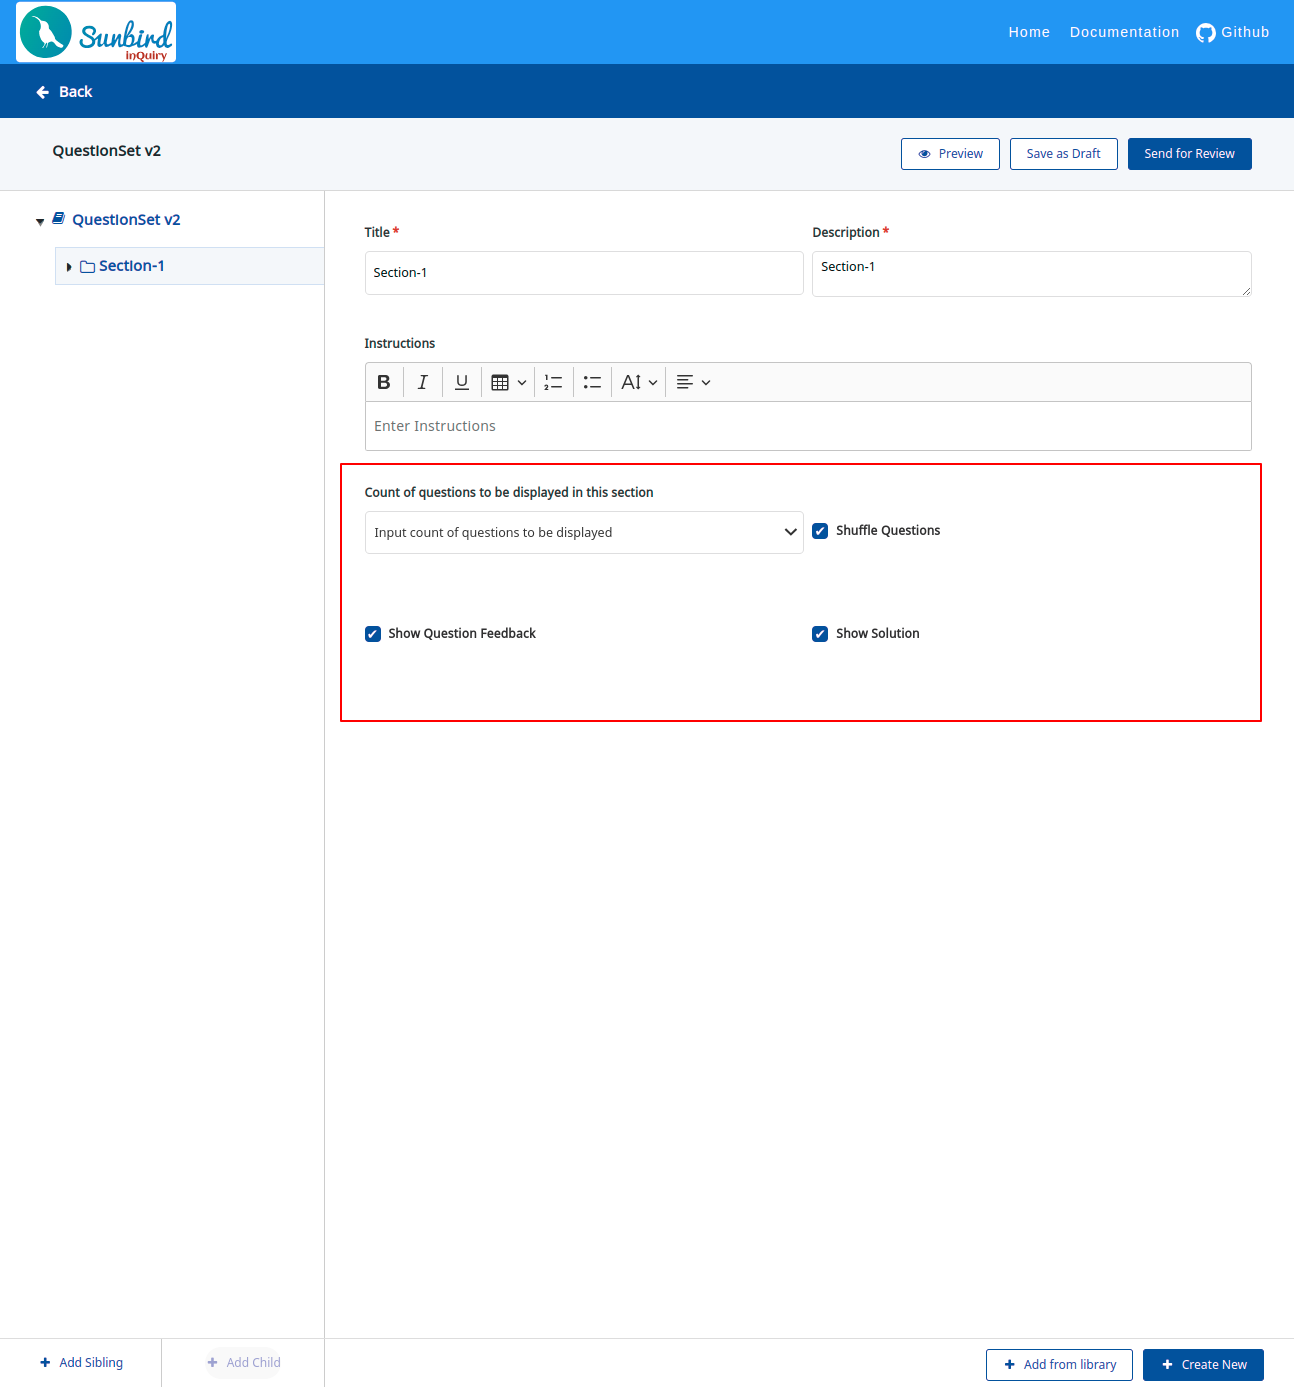 Sunbird
inQuiry
Home Documentation Github
Back
QuestionSet v2
Preview Save as Draft Send for Review
QuestionSet v2
Section-1
Title * Description *
Section-1 Section-1
Instructions
B I U 1 2 A
Enter Instructions
Count of questions to be displayed in this section
Input count of questions to be displayed Shuffle Questions
Show Question Feedback Show Solution
Add Sibling Add Child Add from library Create New